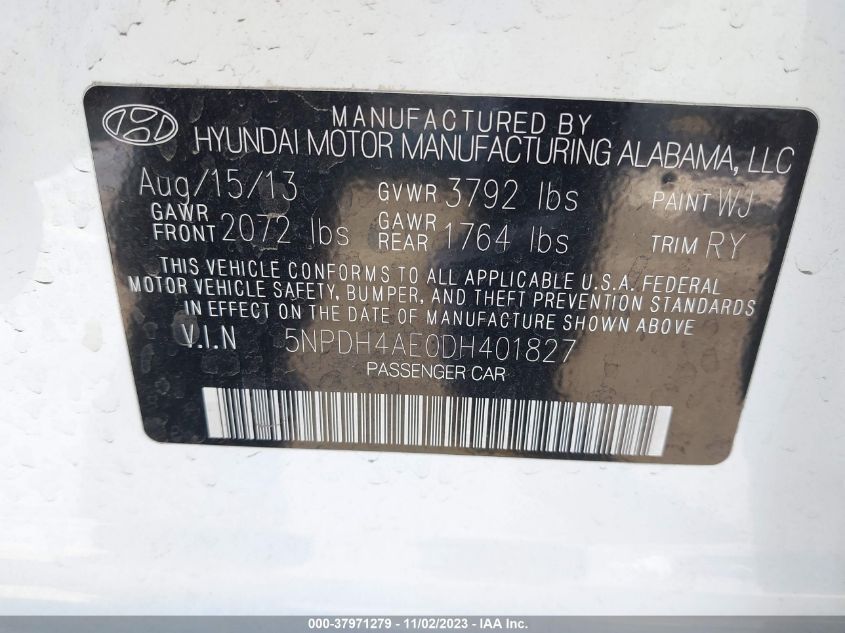 MANUFACTURED BY
HYUNDAI MOTOR MANUFACTURING ALABAMA, LLC
Aug/15/13 GVWR 3792 lbs PAINT WJ
GAWR FRONT 2072 lbs GAWR REAR 1764 lbs TRIM RY
THIS VEHICLE CONFORMS TO ALL APPLICABLE U.S.A. FEDERAL
MOTOR VEHICLE SAFETY, BUMPER, AND THEFT PREVENTION STANDARDS
IN EFFECT ON THE DATE OF MANUFACTURE SHOWN ABOVE
V.I.N 5NPDH4AE0DH401827
PASSENGER CAR
000-37971279 - 11/02/2023 - IAA Inc.